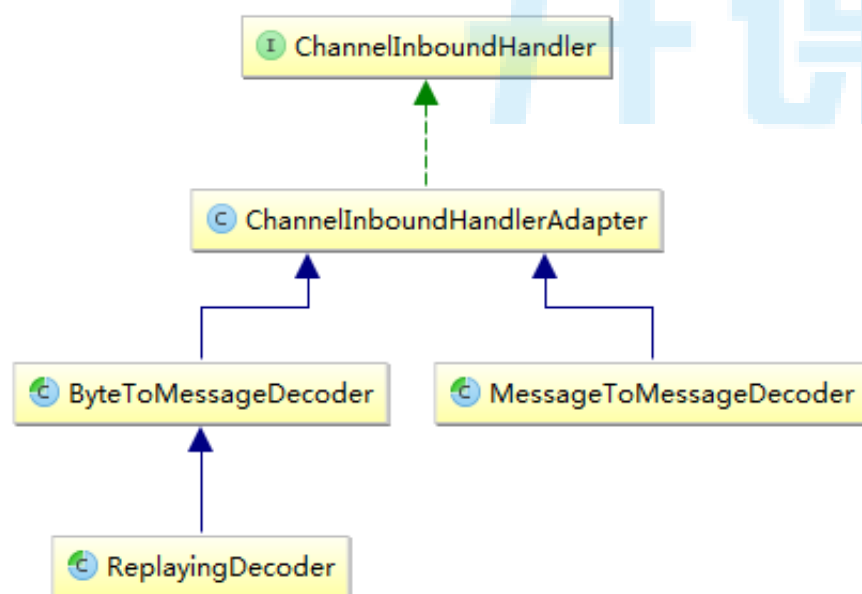 I ChannelInboundHandler
C ChannelInboundHandlerAdapter
C ByteToMessageDecoder
C MessageToMessageDecoder
C ReplayingDecoder